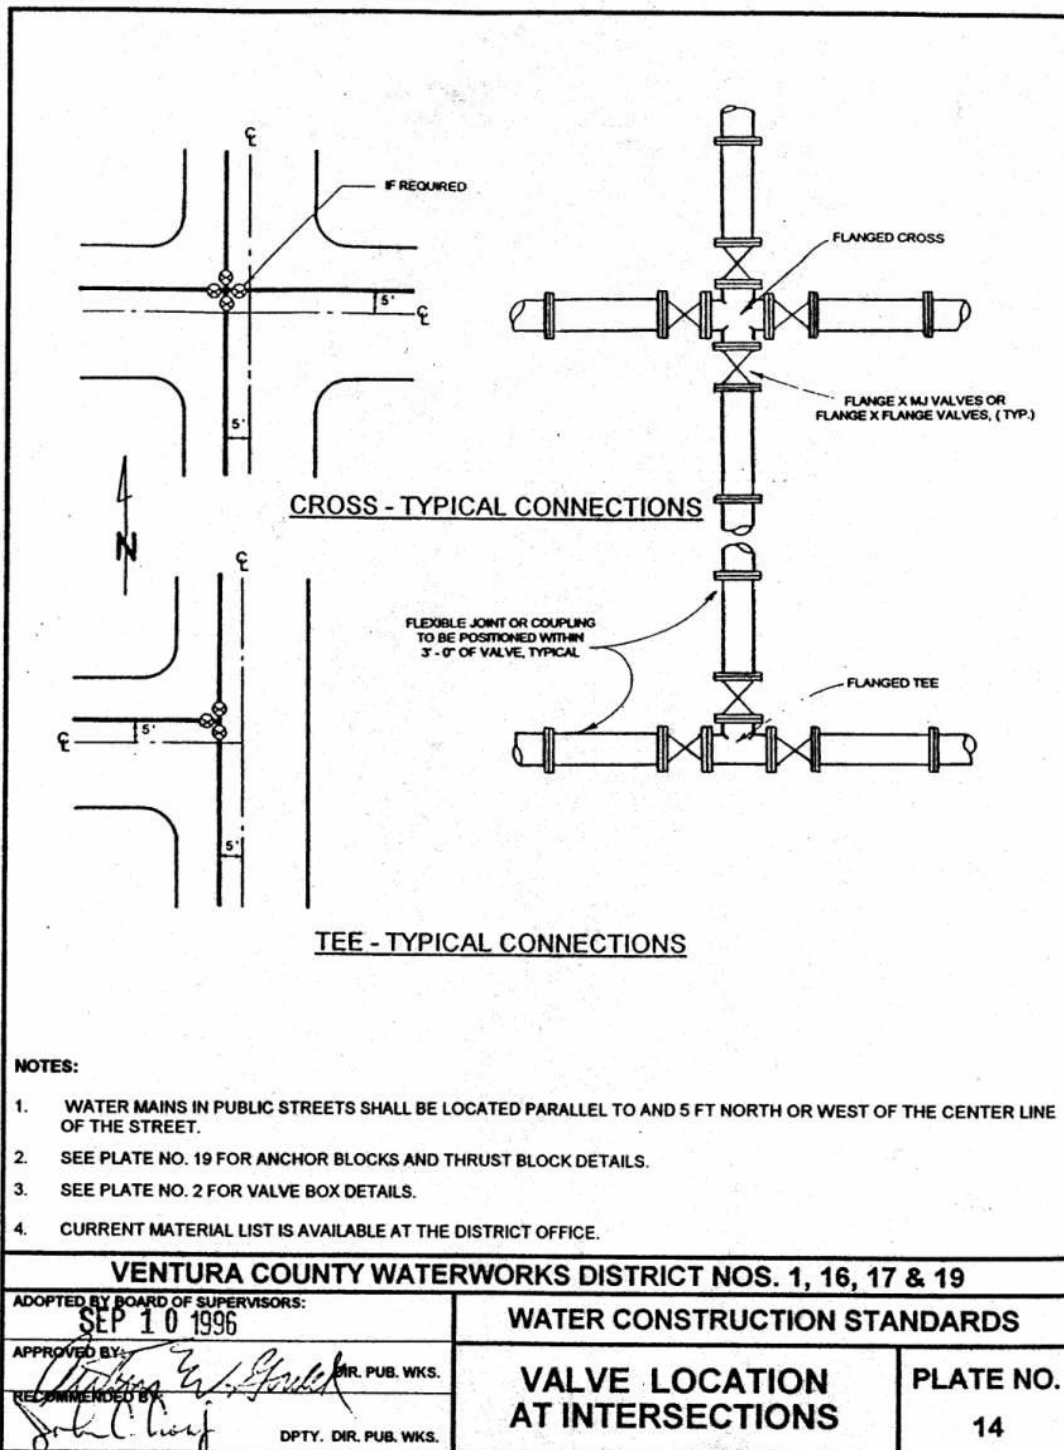 ℄
IF REQUIRED
5'
℄
5'
FLANGED CROSS
FLANGE X MJ VALVES OR
FLANGE X FLANGE VALVES, (TYP.)
CROSS - TYPICAL CONNECTIONS
N
℄
FLEXIBLE JOINT OR COUPLING
TO BE POSITIONED WITHIN
3' - 0" OF VALVE, TYPICAL
FLANGED TEE
℄
5'
5'
TEE - TYPICAL CONNECTIONS
NOTES:
1. WATER MAINS IN PUBLIC STREETS SHALL BE LOCATED PARALLEL TO AND 5 FT NORTH OR WEST OF THE CENTER LINE
OF THE STREET.
2. SEE PLATE NO. 19 FOR ANCHOR BLOCKS AND THRUST BLOCK DETAILS.
3. SEE PLATE NO. 2 FOR VALVE BOX DETAILS.
4. CURRENT MATERIAL LIST IS AVAILABLE AT THE DISTRICT OFFICE.
VENTURA COUNTY WATERWORKS DISTRICT NOS. 1, 16, 17 & 19
ADOPTED BY BOARD OF SUPERVISORS:
SEP 10 1996
WATER CONSTRUCTION STANDARDS
APPROVED BY:
DIR. PUB. WKS.
RECOMMENDED BY:
John C.
DPTY. DIR. PUB. WKS.
VALVE LOCATION
AT INTERSECTIONS
PLATE NO.
14